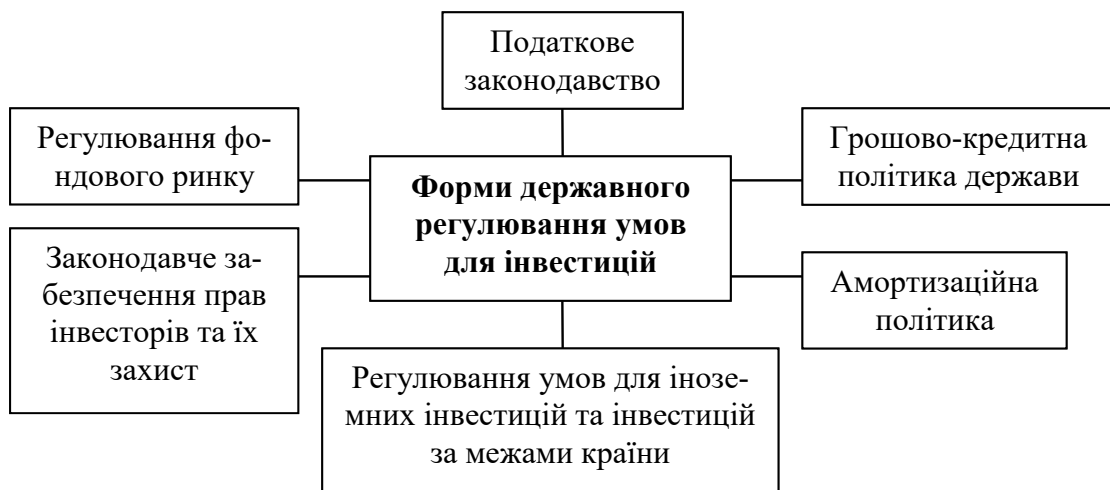 Податкове
законодавство
Регулювання фо-
ндового ринку
Грошово-кредитна
політика держави
Форми державного
регулювання умов
для інвестицій
Законодавче за-
безпечення прав
інвесторів та їх
захист
Амортизаційна
політика
Регулювання умов для інозе-
мних інвестицій та інвестицій
за межами країни